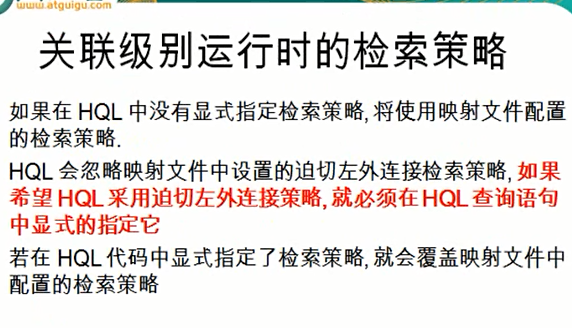 www.atguigu.com
关联级别运行时的检索策略
如果在 HQL 中没有显式指定检索策略, 将使用映射文件配置
的检索策略.
HQL 会忽略映射文件中设置的迫切左外连接检索策略, 如果
希望 HQL 采用迫切左外连接策略, 就必须在 HQL 查询语句
中显式的指定它
若在 HQL 代码中显式指定了检索策略, 就会覆盖映射文件中
配置的检索策略